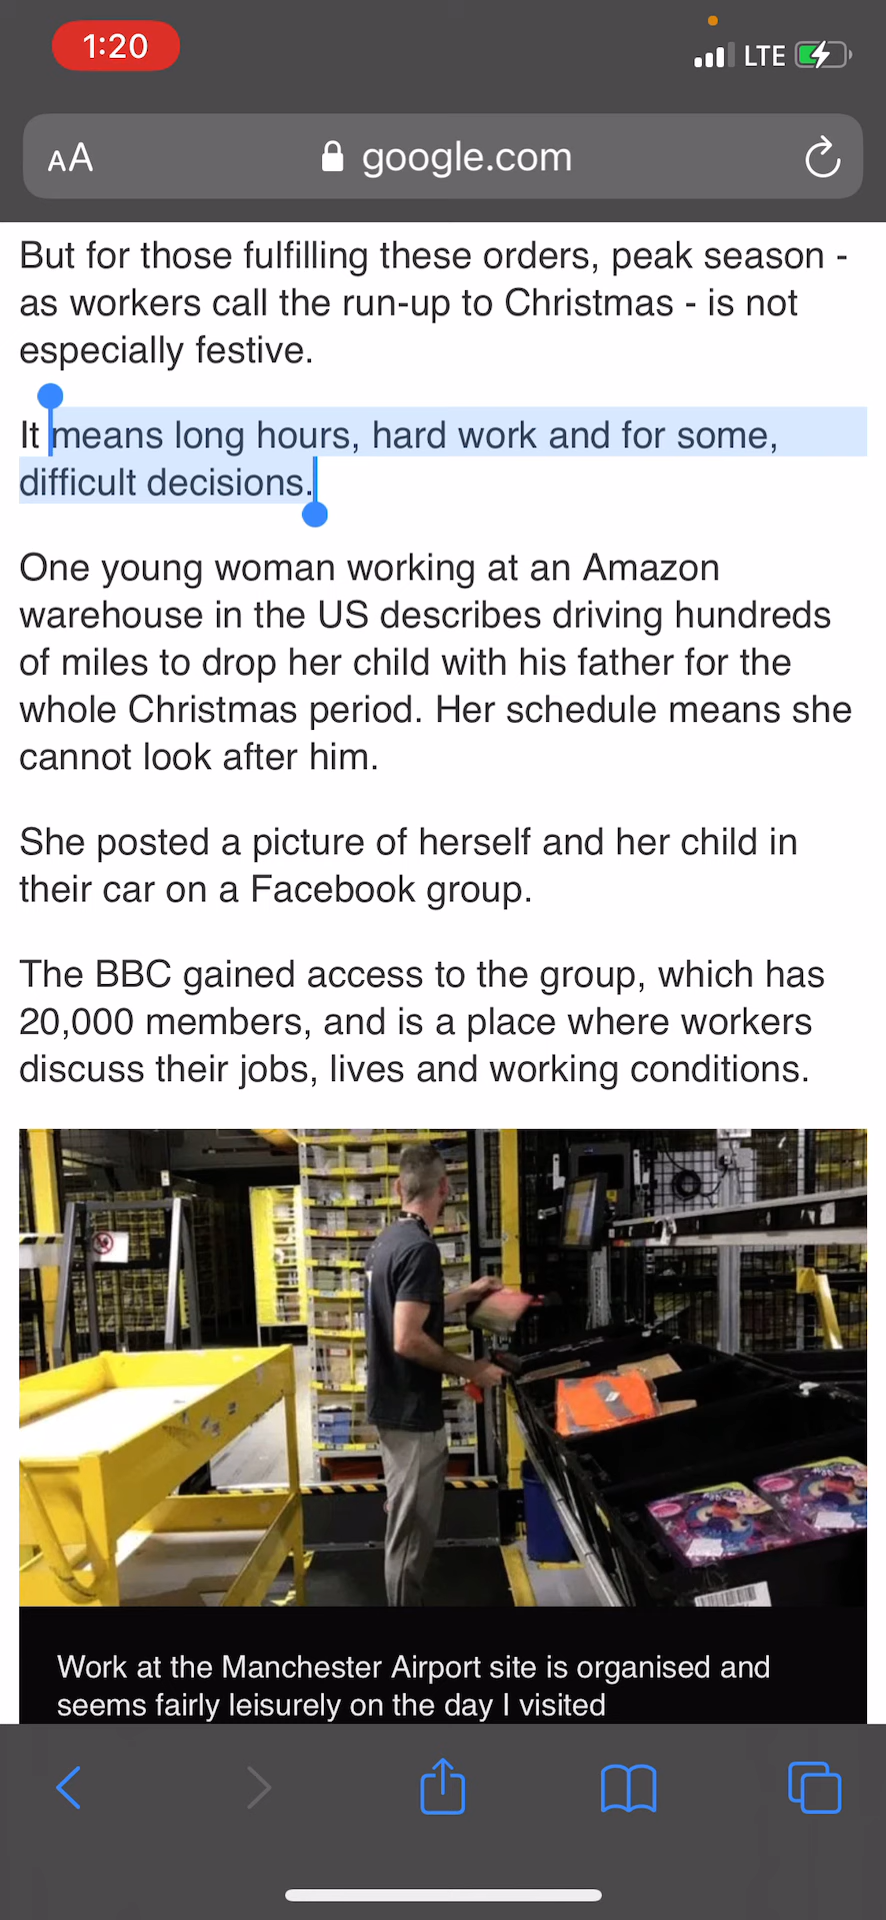 1:20
LTE
AA
google.com
But for those fulfilling these orders, peak season -
as workers call the run-up to Christmas - is not
especially festive.
It means long hours, hard work and for some,
difficult decisions.
One young woman working at an Amazon
warehouse in the US describes driving hundreds
of miles to drop her child with his father for the
whole Christmas period. Her schedule means she
cannot look after him.
She posted a picture of herself and her child in
their car on a Facebook group.
The BBC gained access to the group, which has
20,000 members, and is a place where workers
discuss their jobs, lives and working conditions.
Work at the Manchester Airport site is organised and
seems fairly leisurely on the day I visited